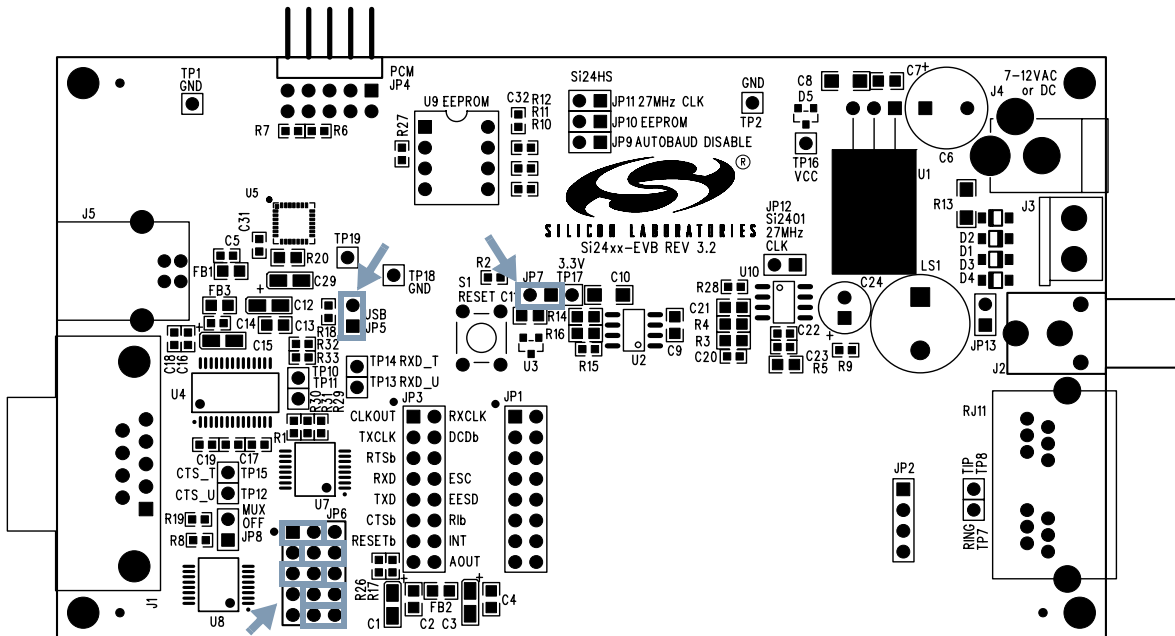 TP1
GND
PCM
JP4
R7
R6
U9 EEPROM
R27
C32
R12
R11
R10
Si24HS
JP11 27MHz CLK
JP10 EEPROM
JP9 AUTOBAUD DISABLE
GND
TP2
C8
C7
+
D5
TP16
VCC
C6
7-12VAC
or DC
J4
U1
R13
J3
D2
D1
D3
D4
®
SILICON LABORATORIES
Si24xx-EVB REV 3.2
JP12
Si2401
27MHz
CLK
U5
J5
C31
C5
FB1
R20
C29
TP19
TP18
GND
FB3
+
C12
C14
C13
+
C15
C18
C16
R18
USB
JP5
R32
R33
S1
RESET
R2
C11
JP7
3.3V
TP17
C10
R14
R16
R15
U3
U2
C9
U10
R28
C21
R4
R3
C20
C22
C23
R5
C24
+
R9
LS1
JP13
J2
U4
TP10
TP11
TP14 RXD_T
TP13 RXD_U
R30
R31
R29
R1
C19
C17
CTS_T
TP15
CTS_U
TP12
U7
MUX
OFF
JP8
R19
R8
U8
J1
JP6
JP3
JP1
CLKOUT
RXCLK
TXCLK
DCDb
RTSb
RXD
ESC
TXD
EESD
CTSb
RIb
RESETb
INT
AOUT
R26
R17
+
C1
C2
FB2
C3
+
C4
JP2
RJ11
TIP
TP8
RING
TP7